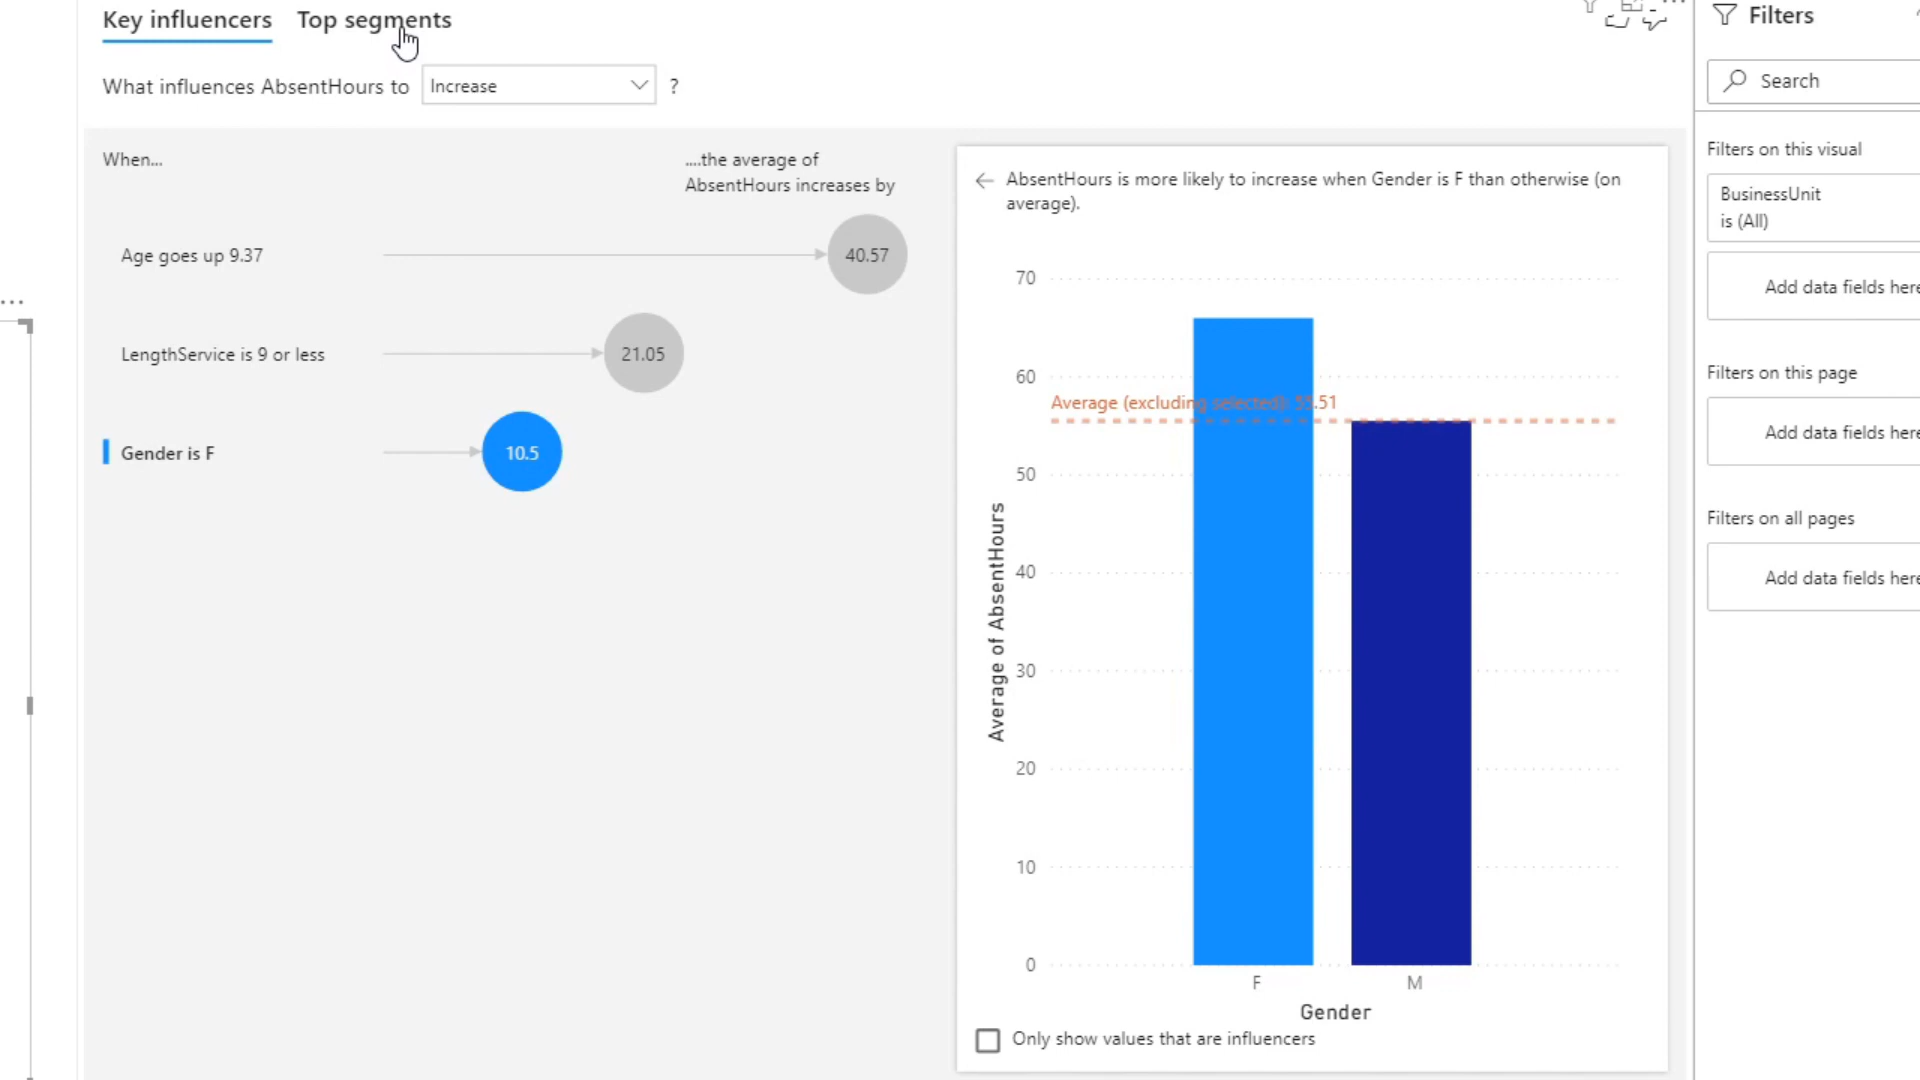 Key influencers
Top segments
What influences AbsentHours to
Increase
?
When...
....the average of
AbsentHours increases by
Age goes up 9.37
40.57
LengthService is 9 or less
21.05
Gender is F
10.5
AbsentHours is more likely to increase when Gender is F than otherwise (on
average).
70
60
50
40
30
20
10
0
Average (excluding selected): 55.51
Average of AbsentHours
F
M
Gender
Only show values that are influencers
Filters
Search
Filters on this visual
BusinessUnit
is (All)
Add data fields here
Filters on this page
Add data fields here
Filters on all pages
Add data fields here